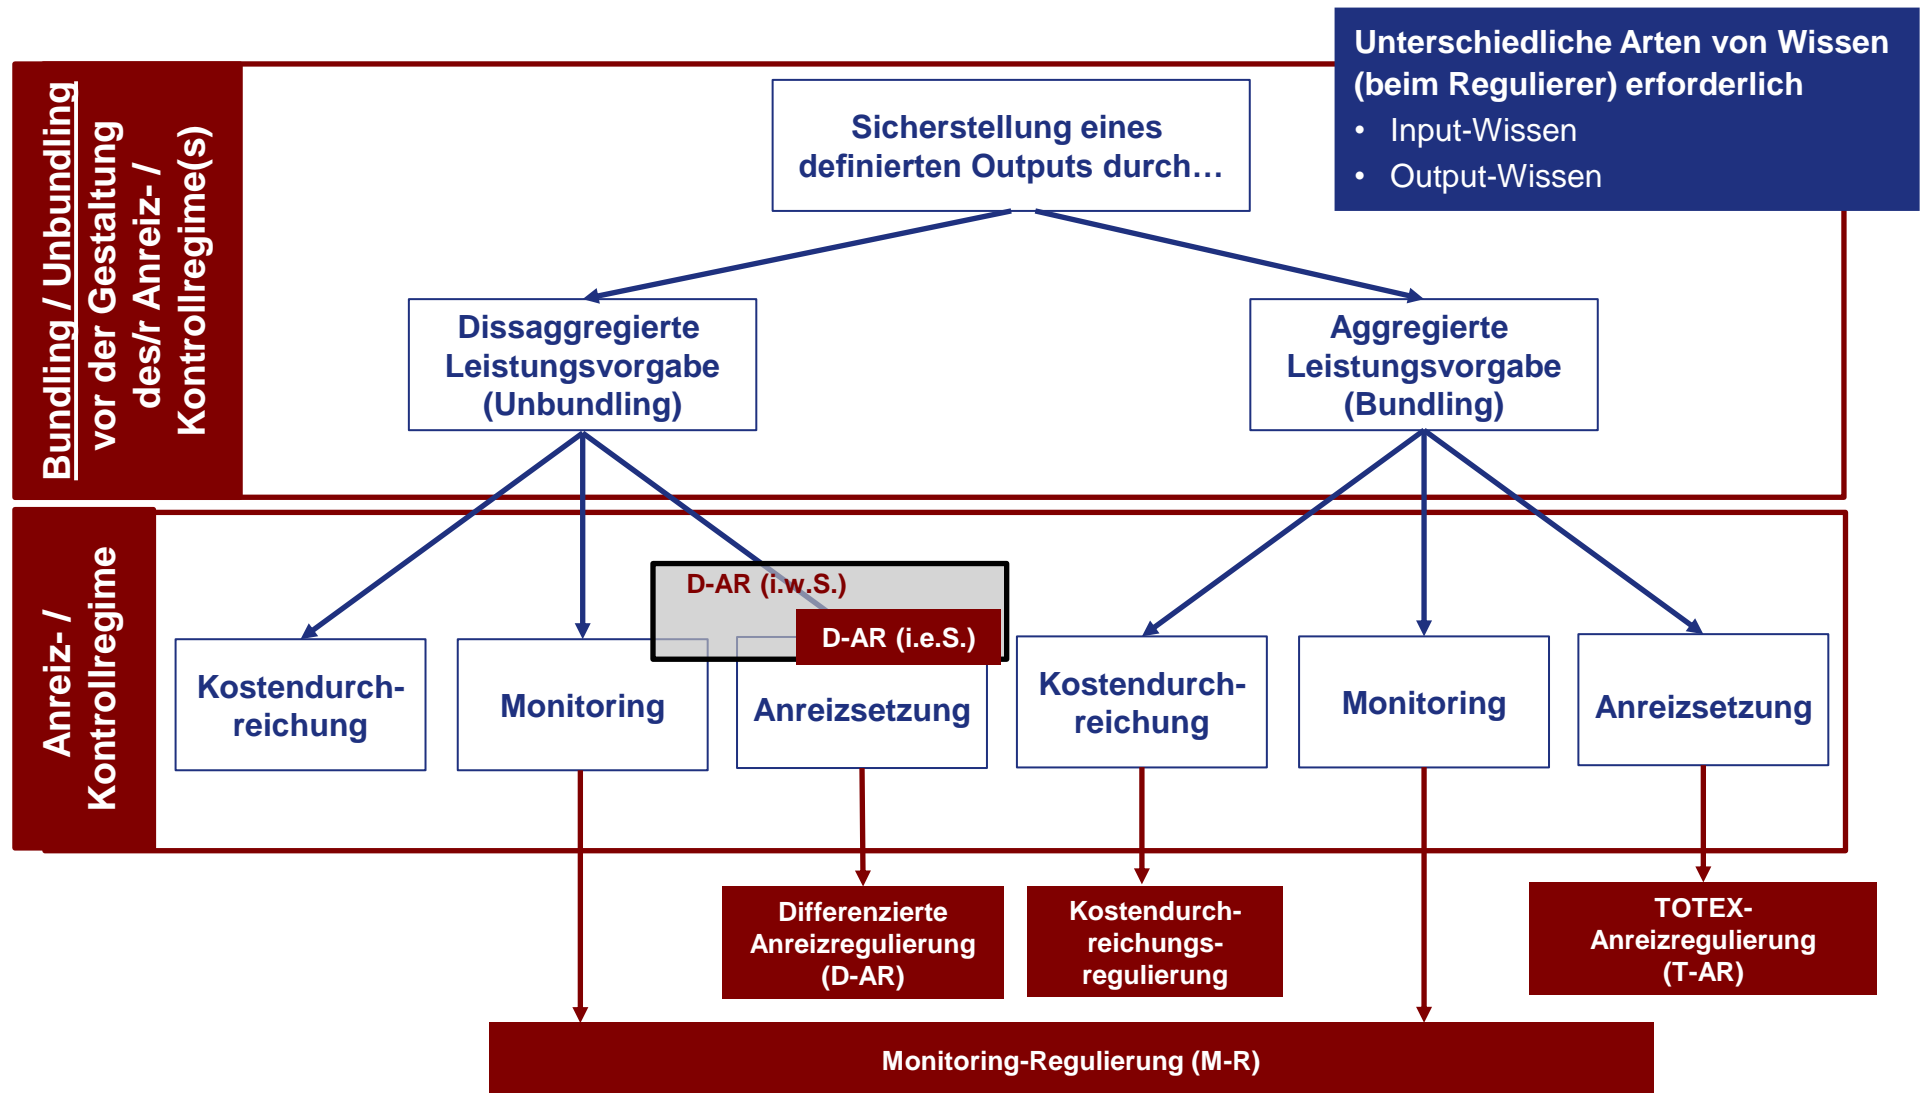 Unterschiedliche Arten von Wissen
(beim Regulierer) erforderlich
• Input-Wissen
• Output-Wissen
Bundling / Unbundling
vor der Gestaltung
des/r Anreiz- /
Kontrollregime(s)
Sicherstellung eines
definierten Outputs durch…
Dissaggregierte
Leistungsvorgabe
(Unbundling)
Aggregierte
Leistungsvorgabe
(Bundling)
Anreiz- /
Kontrollregime
D-AR (i.w.S.)
D-AR (i.e.S.)
Kostendurch-
reichung
Monitoring
Anreizsetzung
Kostendurch-
reichung
Monitoring
Anreizsetzung
Differenzierte
Anreizregulierung
(D-AR)
Kostendurch-
reichungs-
regulierung
TOTEX-
Anreizregulierung
(T-AR)
Monitoring-Regulierung (M-R)